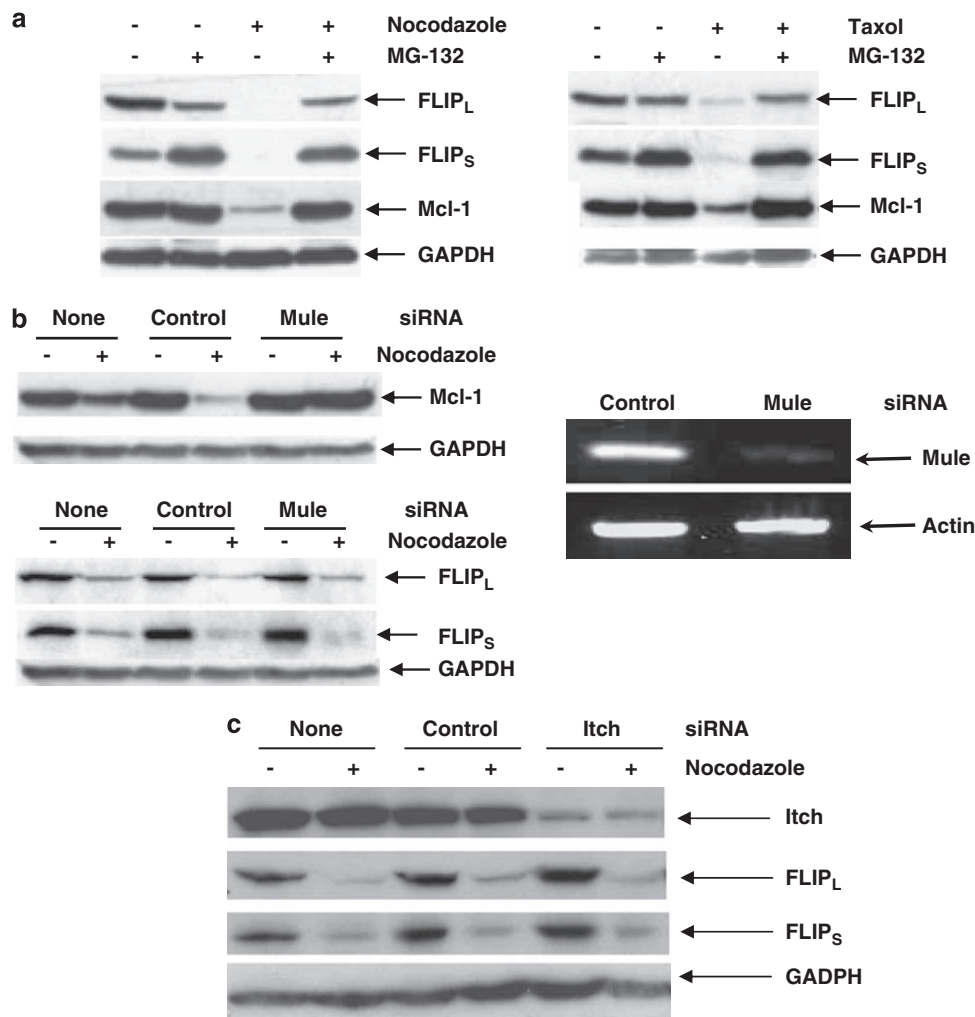 a
- - + + Nocodazole
- + - + MG-132
FLIPL
FLIPS
Mcl-1
GAPDH
- - + + Taxol
- + - + MG-132
FLIPL
FLIPS
Mcl-1
GAPDH
b
None Control Mule siRNA
- + - + - + Nocodazole
Mcl-1
GAPDH
None Control Mule siRNA
- + - + - + Nocodazole
FLIPL
FLIPS
GAPDH
Control Mule siRNA
Mule
Actin
c
None Control Itch siRNA
- + - + - + Nocodazole
Itch
FLIPL
FLIPS
GADPH